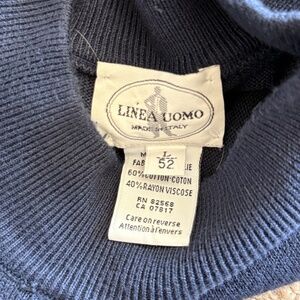 LINEA UOMO
MADE IN ITALY
L
52
60% COTTON-COTON
40% RAYON VISCOSE
RN 82568
CA 07817
Care on reverse
Attention à l'envers